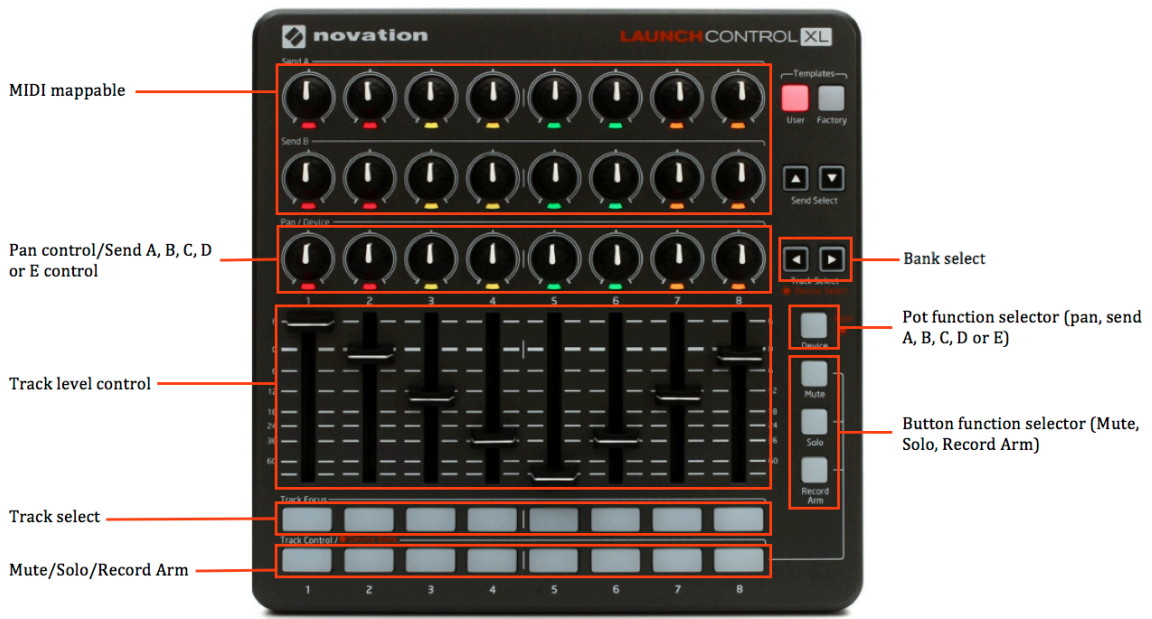 novation
LAUNCHCONTROL XL
Send A
Templates
MIDI mappable
User Factory
Send B
Send Select
Pan / Device
Pan control/Send A, B, C, D
or E control
Bank select
Track Select
Device Select
1 2 3 4 5 6 7 8
Pot function selector (pan, send
A, B, C, D or E)
Device
Track level control
Mute
Button function selector (Mute,
Solo, Record Arm)
Solo
Record
Arm
Track Focus
Track select
Track Control /
Mute/Solo/Record Arm
1 2 3 4 5 6 7 8